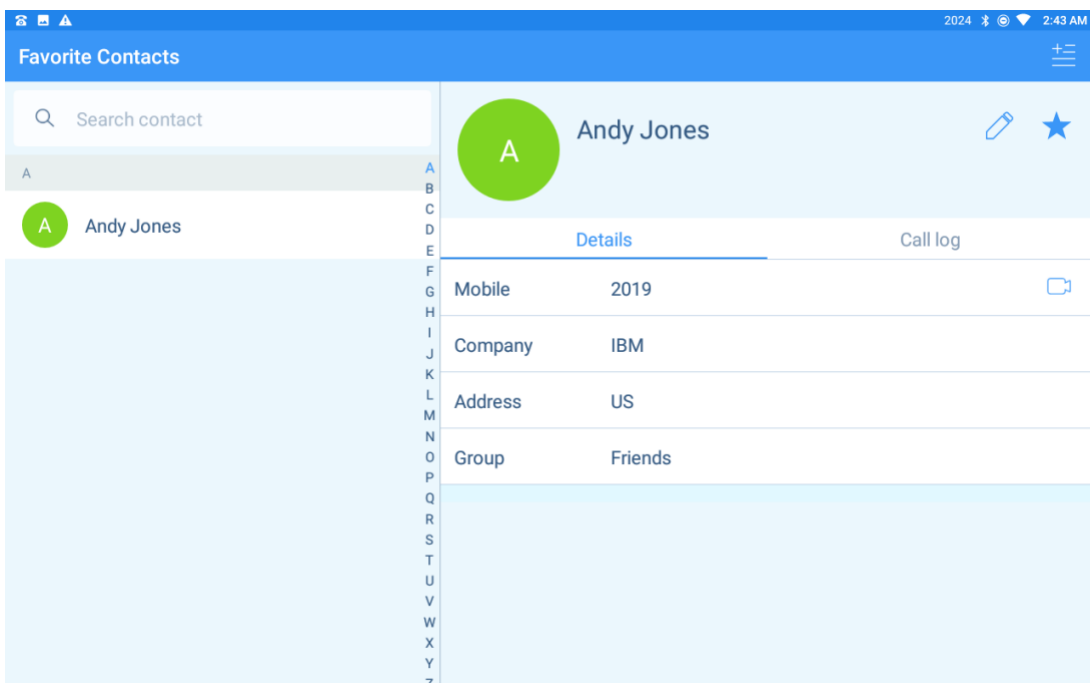 2024 2:43 AM
Favorite Contacts
Search contact
A
A Andy Jones
A
B
C
D
E
F
G
H
I
J
K
L
M
N
O
P
Q
R
S
T
U
V
W
X
Y
Z
A Andy Jones
Details Call log
Mobile 2019
Company IBM
Address US
Group Friends